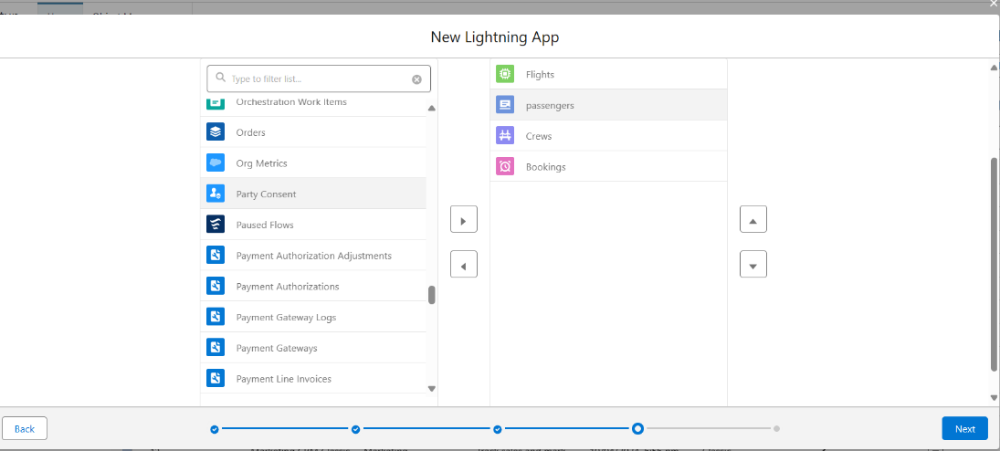 New Lightning App
Type to filter list...
Orchestration Work Items
Orders
Org Metrics
Party Consent
Paused Flows
Payment Authorization Adjustments
Payment Authorizations
Payment Gateway Logs
Payment Gateways
Payment Line Invoices
Flights
passengers
Crews
Bookings
Back
Next